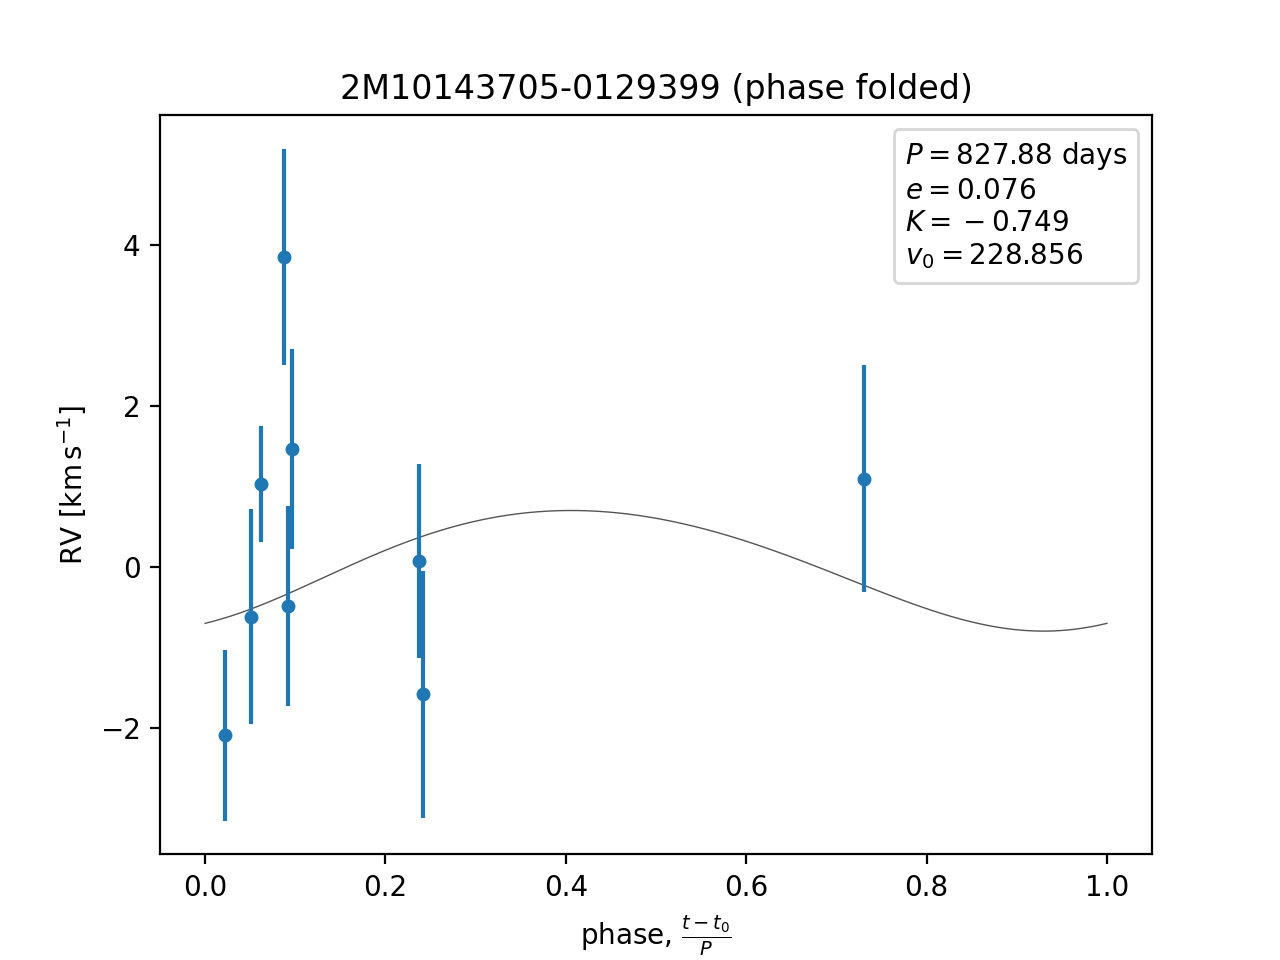 2M10143705-0129399 (phase folded)
P = 827.88 days
e = 0.076
K = −0.749
v₀ = 228.856
RV [km s⁻¹]
4
2
0
−2
0.0 0.2 0.4 0.6 0.8 1.0
phase, (t − t₀)/P